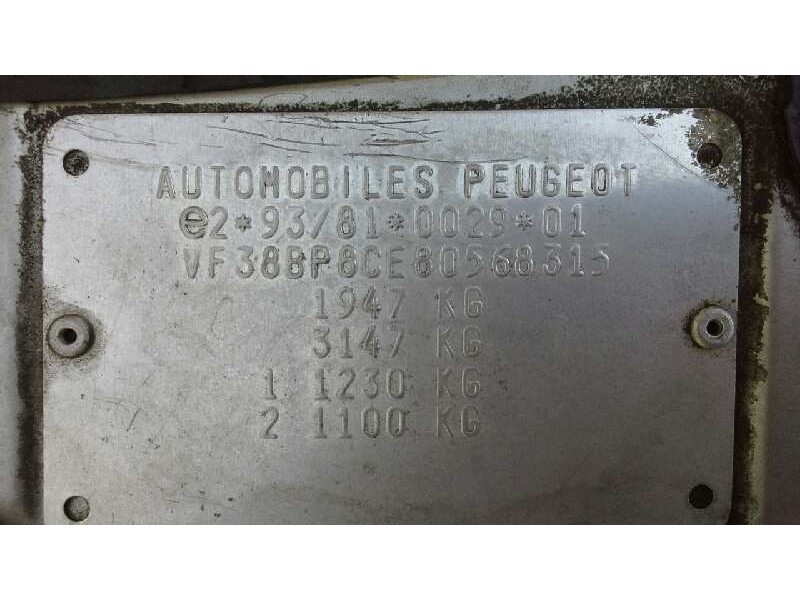 AUTOMOBILES PEUGEOT
e2*93/81*0029*01
VF38BP8CE80568315
1947 KG
3147 KG
1 1230 KG
2 1100 KG